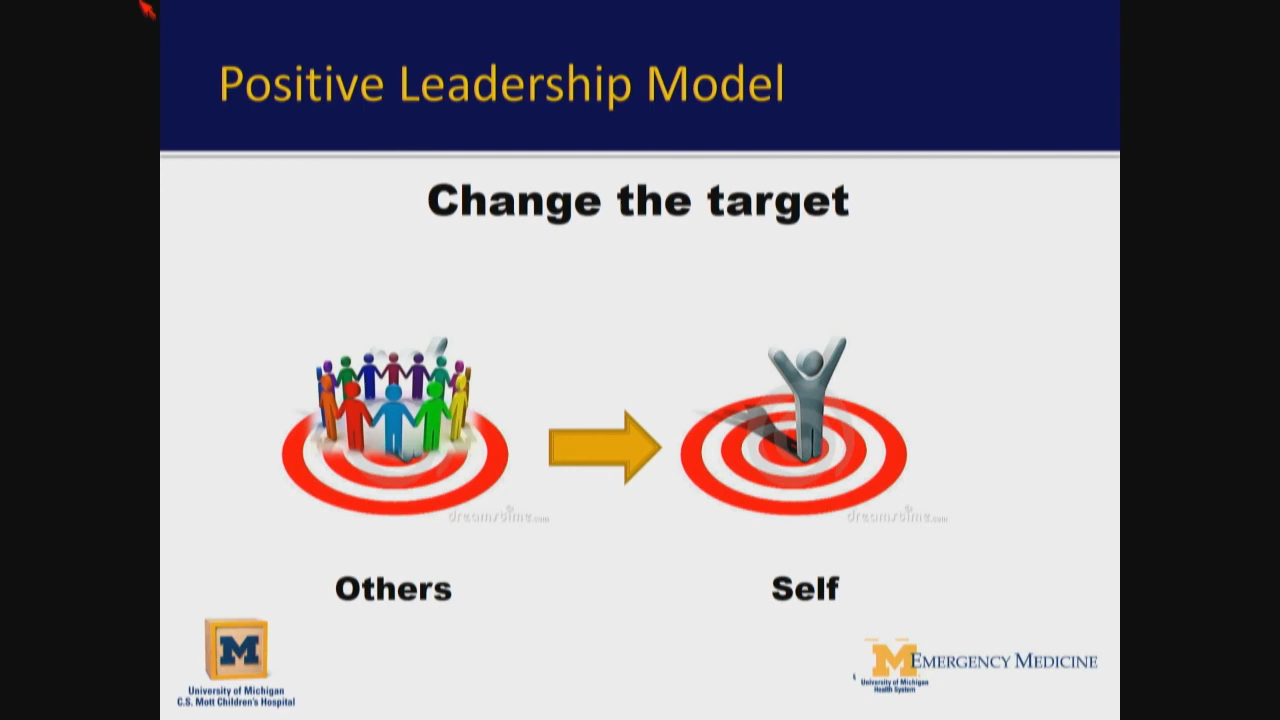 Positive Leadership Model
Change the target
dreamstime.com
dreamstime.com
Others
Self
M
University of Michigan
C.S. Mott Children's Hospital
M EMERGENCY MEDICINE
University of Michigan
Health System